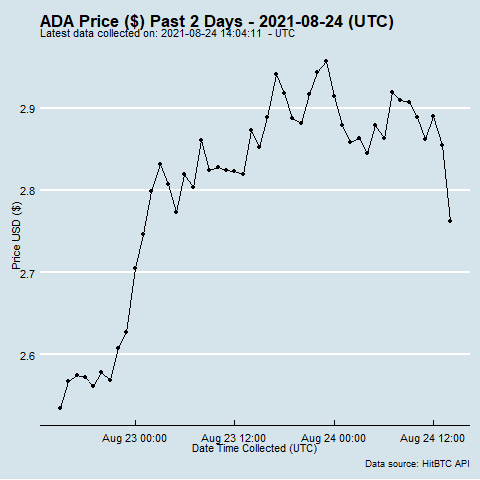 ADA Price ($) Past 2 Days - 2021-08-24 (UTC)
Latest data collected on: 2021-08-24 14:04:11 - UTC
Price USD ($)
2.9
2.8
2.7
2.6
Aug 23 00:00 Aug 23 12:00 Aug 24 00:00 Aug 24 12:00
Date Time Collected (UTC)
Data source: HitBTC API